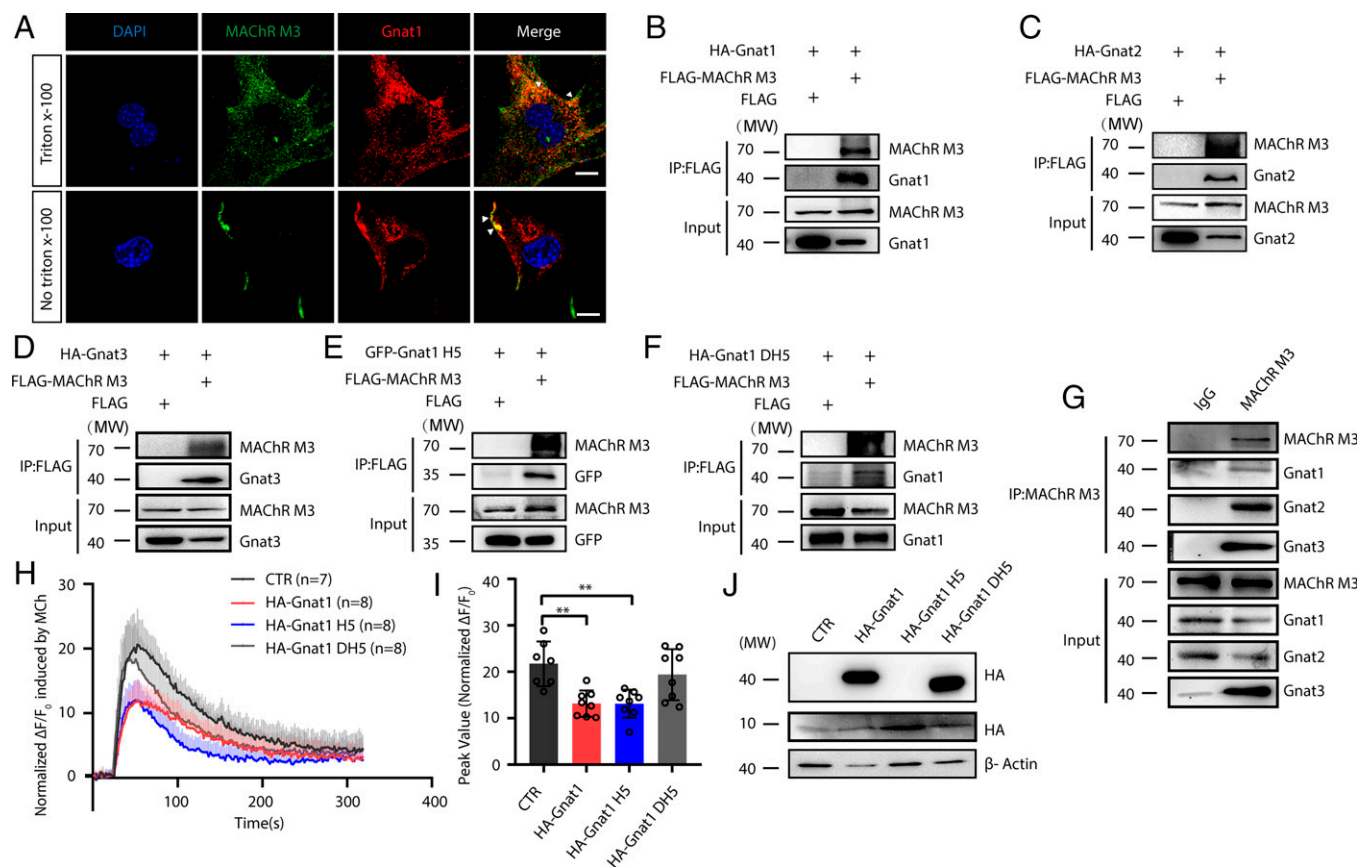 A
DAPI
MAChR M3
Gnat1
Merge
Triton x-100
No triton x-100
B
HA-Gnat1 + +
FLAG-MAChR M3 +
FLAG +
(MW)
IP:FLAG
70 MAChR M3
40 Gnat1
Input
70 MAChR M3
40 Gnat1
C
HA-Gnat2 + +
FLAG-MAChR M3 +
FLAG +
(MW)
IP:FLAG
70 MAChR M3
40 Gnat2
Input
70 MAChR M3
40 Gnat2
D
HA-Gnat3 + +
FLAG-MAChR M3 +
FLAG +
(MW)
IP:FLAG
70 MAChR M3
40 Gnat3
Input
70 MAChR M3
40 Gnat3
E
GFP-Gnat1 H5 + +
FLAG-MAChR M3 +
FLAG +
(MW)
IP:FLAG
70 MAChR M3
35 GFP
Input
70 MAChR M3
35 GFP
F
HA-Gnat1 DH5 + +
FLAG-MAChR M3 +
FLAG +
(MW)
IP:FLAG
70 MAChR M3
40 Gnat1
Input
70 MAChR M3
40 Gnat1
G
IgG
MAChR M3
IP:MAChR M3
70 MAChR M3
40 Gnat1
40 Gnat2
40 Gnat3
Input
70 MAChR M3
40 Gnat1
40 Gnat2
40 Gnat3
H
Normalized ΔF/F0 induced by MCh
30
20
10
0
100 200 300 400
Time(s)
CTR (n=7)
HA-Gnat1 (n=8)
HA-Gnat1 H5 (n=8)
HA-Gnat1 DH5 (n=8)
I
Peak Value (Normalized ΔF/F0)
40
30
20
10
0
**
**
CTR
HA-Gnat1
HA-Gnat1 H5
HA-Gnat1 DH5
J
CTR
HA-Gnat1
HA-Gnat1 H5
HA-Gnat1 DH5
(MW)
40 HA
10 HA
40 β- Actin